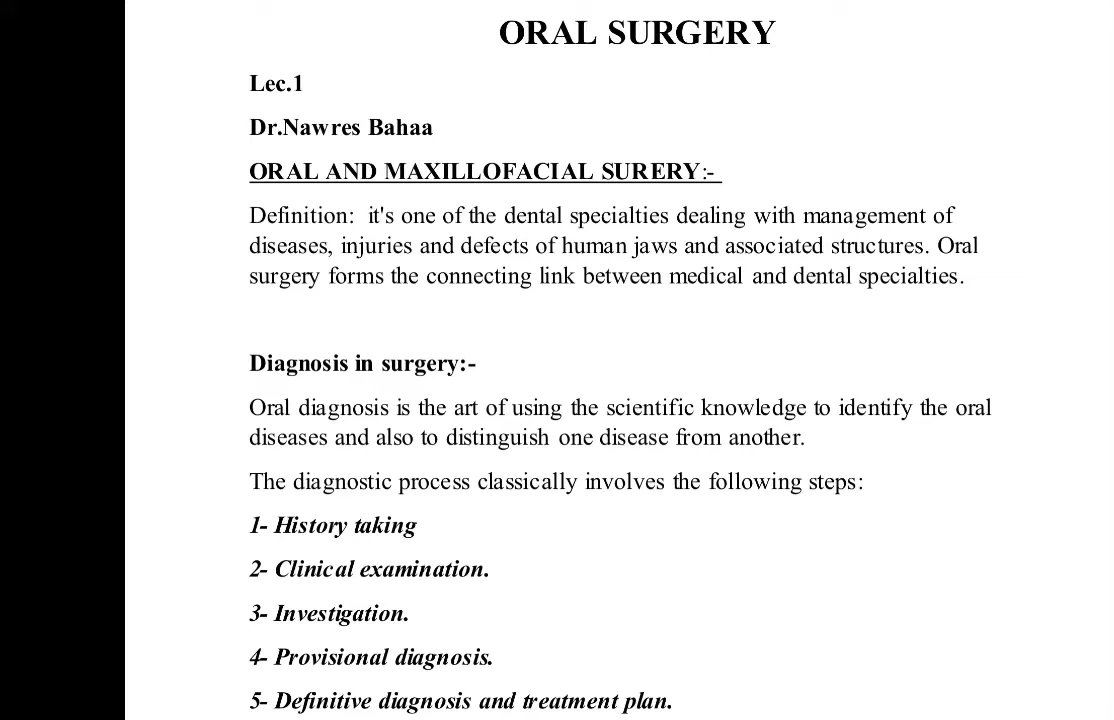 ORAL SURGERY
Lec.1
Dr.Nawres Bahaa
ORAL AND MAXILLOFACIAL SURERY:-
Definition: it's one of the dental specialties dealing with management of
diseases, injuries and defects of human jaws and associated structures. Oral
surgery forms the connecting link between medical and dental specialties.
Diagnosis in surgery:-
Oral diagnosis is the art of using the scientific knowledge to identify the oral
diseases and also to distinguish one disease from another.
The diagnostic process classically involves the following steps:
1- History taking
2- Clinical examination.
3- Investigation.
4- Provisional diagnosis.
5- Definitive diagnosis and treatment plan.